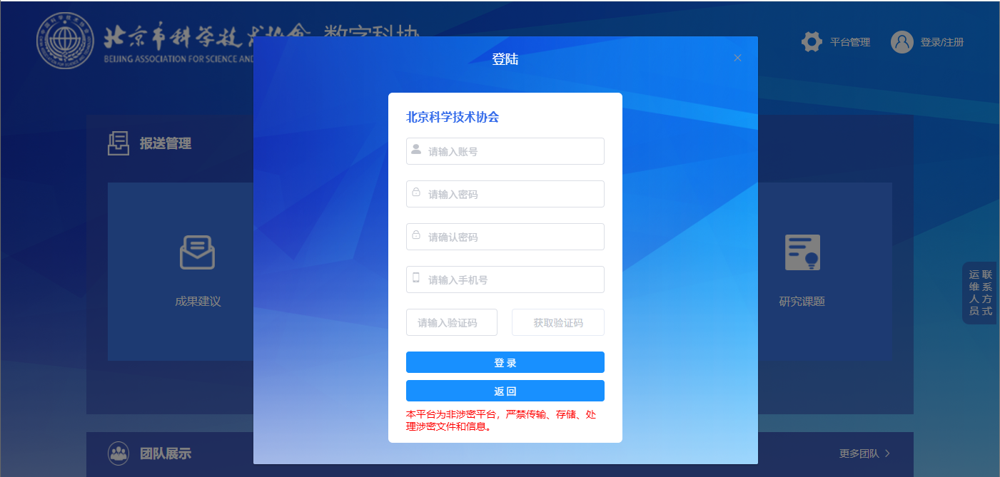 北京市科学技术协会 数字科协
BEIJING ASSOCIATION FOR SCIENCE AND
平台管理
登录/注册
登陆
报送管理
北京科学技术协会
请输入账号
请输入密码
请确认密码
请输入手机号
请输入验证码
获取验证码
登 录
返 回
本平台为非涉密平台，严禁传输、存储、处
理涉密文件和信息。
成果建议
研究课题
联系方式
运维人员
团队展示
更多团队